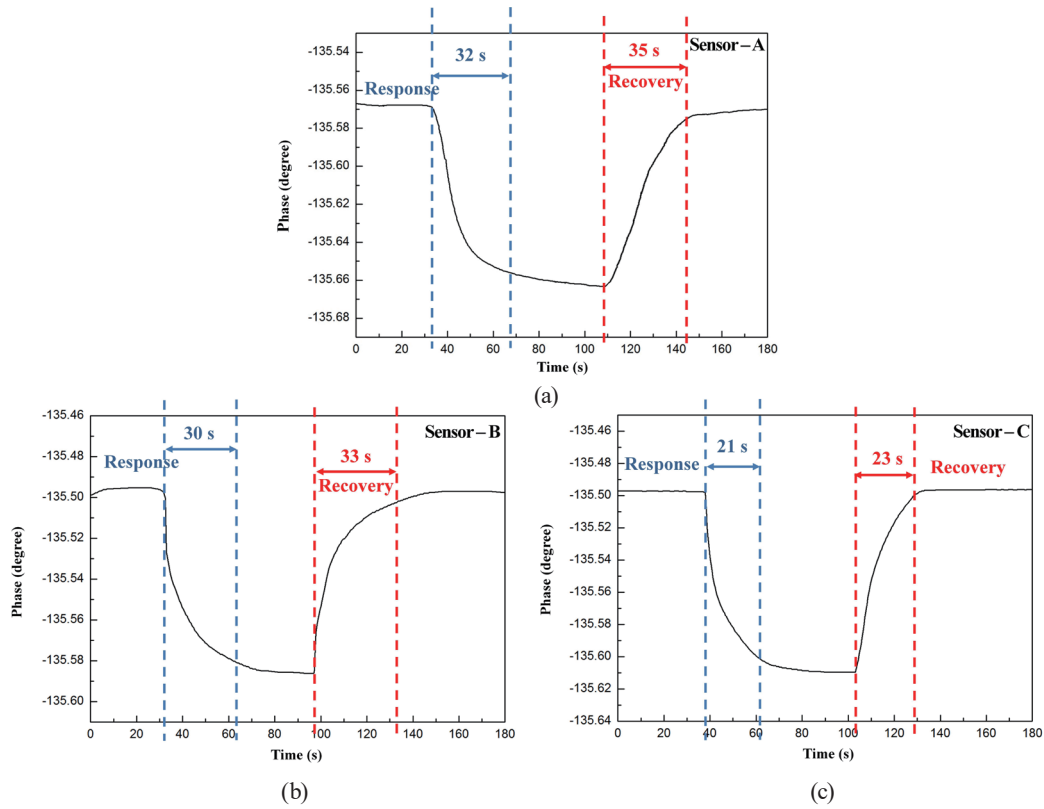 Sensor – A
32 s
35 s
Response
Recovery
Phase (degree)
-135.54
-135.56
-135.58
-135.60
-135.62
-135.64
-135.66
-135.68
0 20 40 60 80 100 120 140 160 180
Time (s)
(a)
Sensor – B
30 s
33 s
Response
Recovery
Phase (degree)
-135.46
-135.48
-135.50
-135.52
-135.54
-135.56
-135.58
-135.60
0 20 40 60 80 100 120 140 160 180
Time (s)
(b)
Sensor – C
21 s
23 s
Response
Recovery
Phase (degree)
-135.46
-135.48
-135.50
-135.52
-135.54
-135.56
-135.58
-135.60
-135.62
-135.64
0 20 40 60 80 100 120 140 160 180
Time (s)
(c)